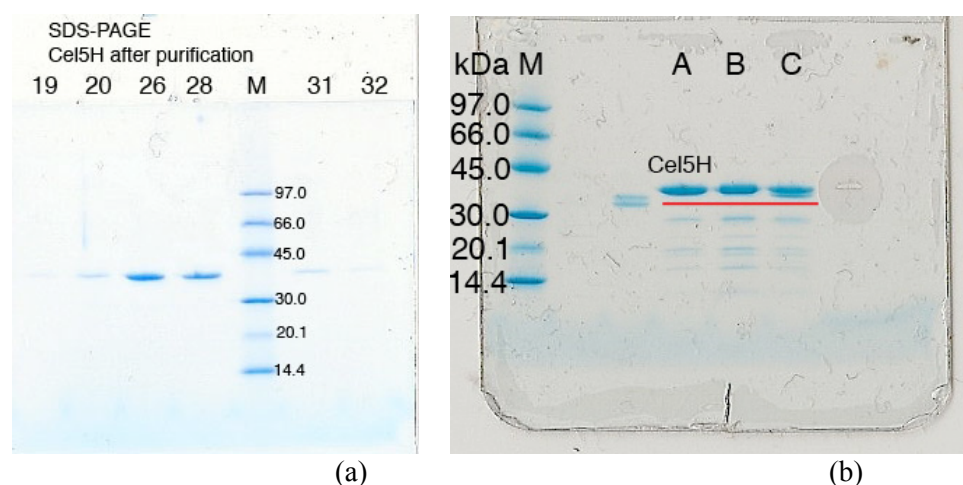 SDS-PAGE
Cel5H after purification
19 20 26 28 M 31 32
97.0
66.0
45.0
30.0
20.1
14.4
(a)
kDa M A B C
97.0
66.0
45.0
Cel5H
30.0
20.1
14.4
(b)